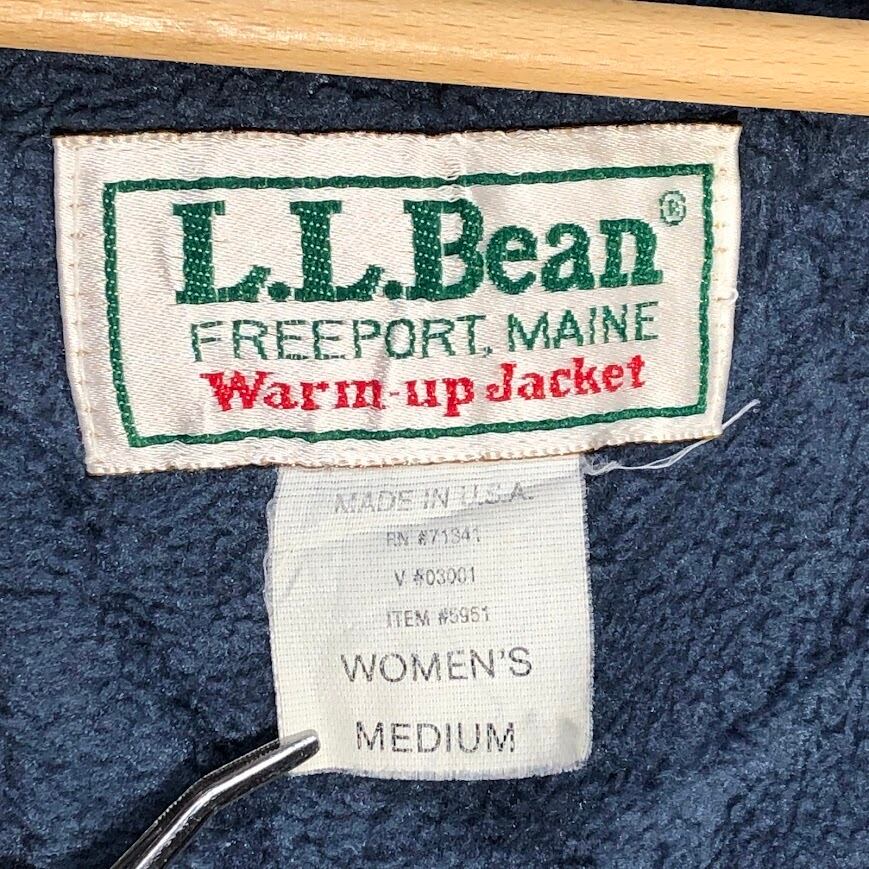 L.L.Bean®
FREEPORT, MAINE
Warm-up Jacket
MADE IN U.S.A.
RN #71341
V #03001
ITEM #5951
WOMEN'S
MEDIUM